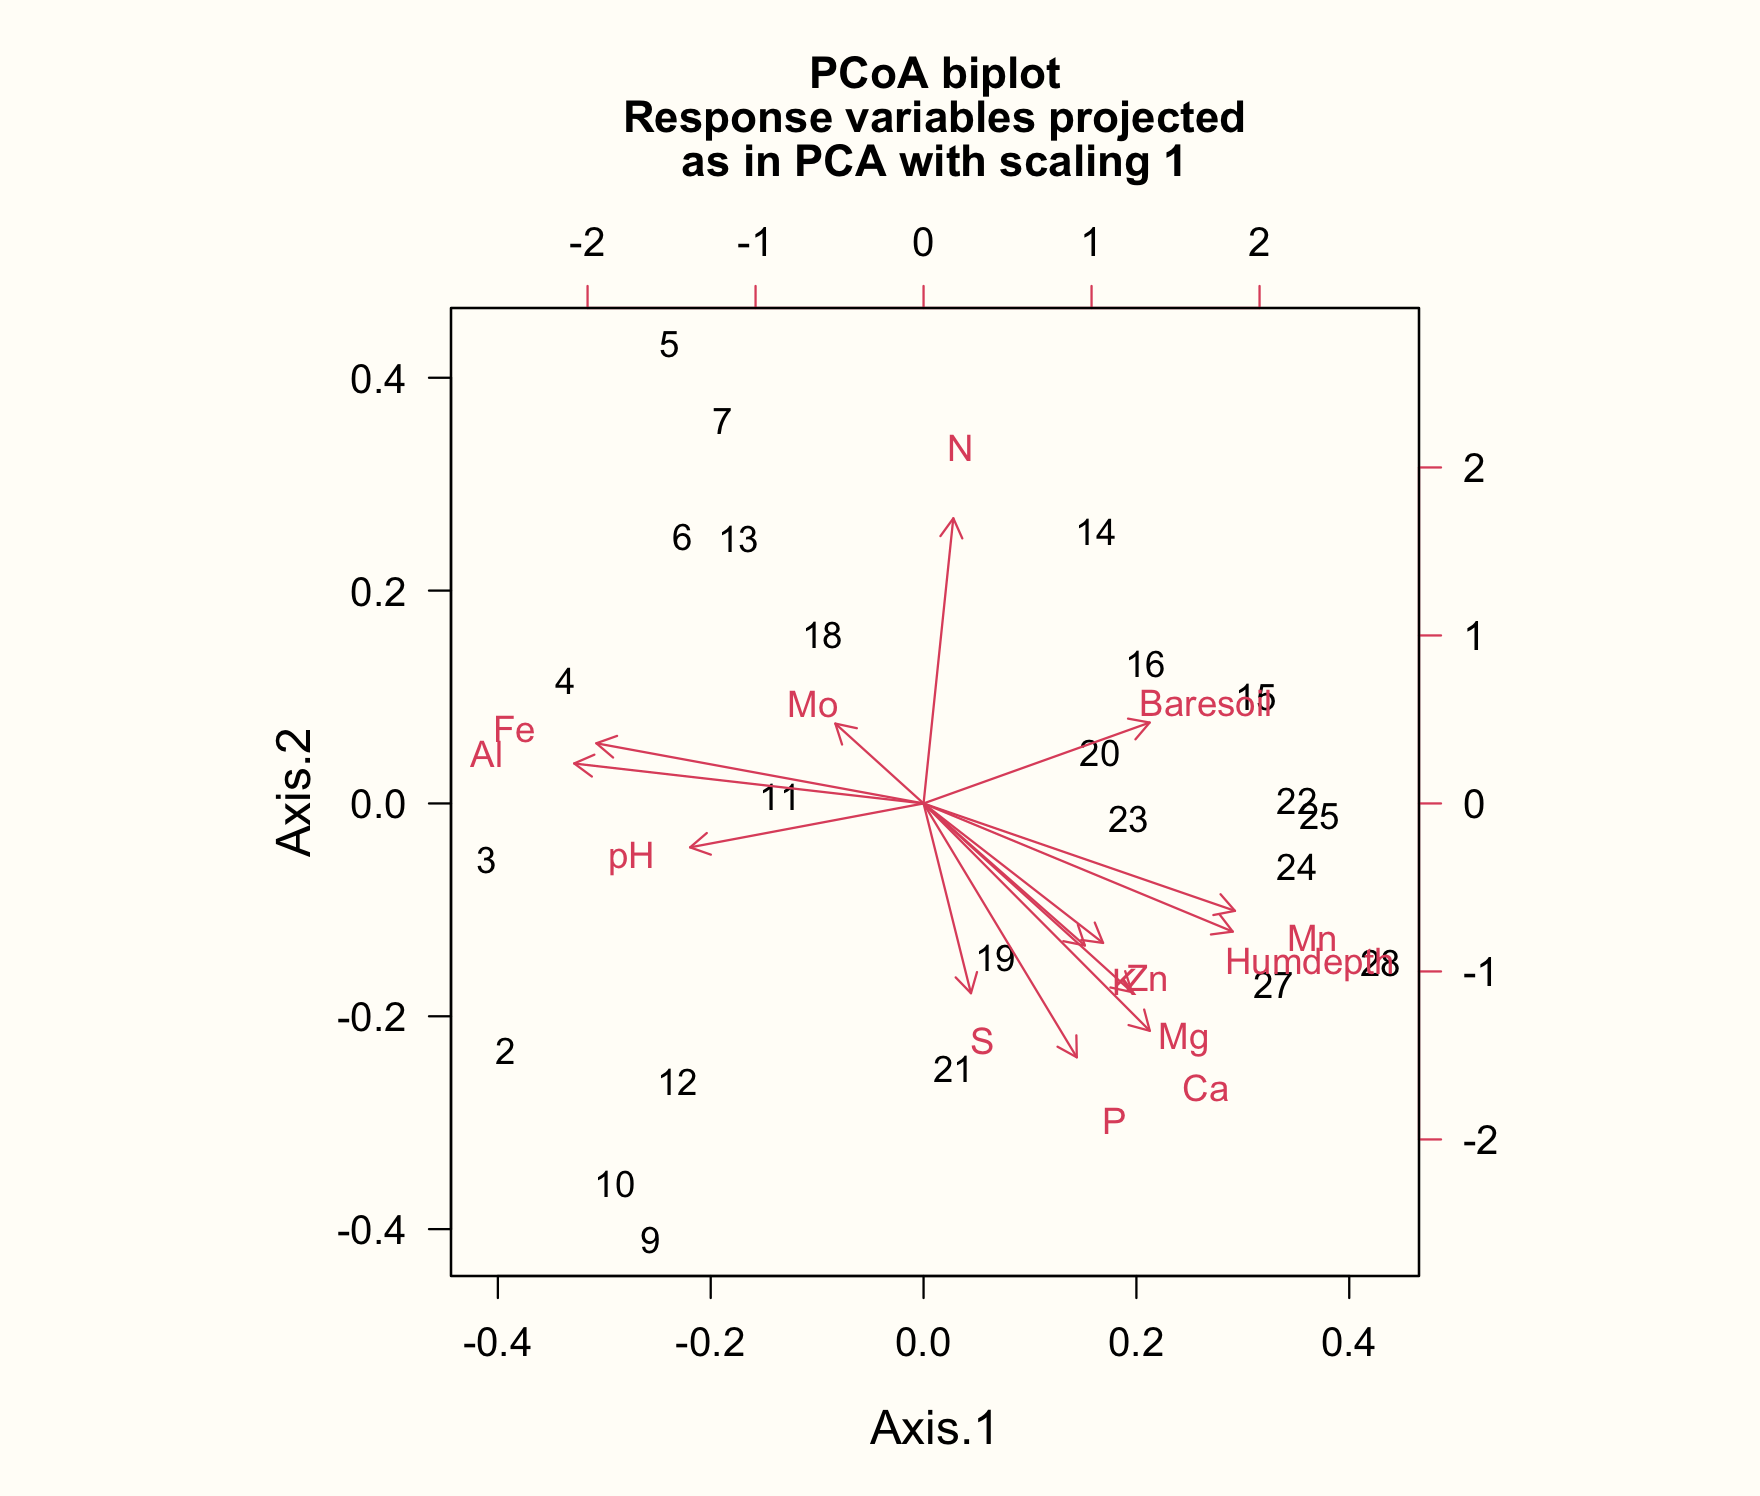 PCoA biplot
Response variables projected
as in PCA with scaling 1
-2 -1 0 1 2
5
0.4
7
N
2
6 13 14
0.2
18 1
16
4 Mo Baresoil 15
Fe
Al 20
0.0 11 22 25 0
23
pH
3 24
Mn
19 Humdepth 28
K Zn 27 -1
-0.2
S Mg
2 21
12 Ca
P
-2
10
-0.4 9
-0.4 -0.2 0.0 0.2 0.4
Axis.1
Axis.2